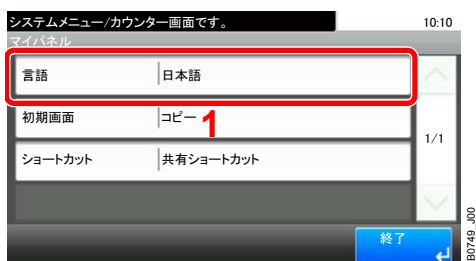 システムメニュー/カウンター画面です。 10:10
マイパネル
言語 日本語
初期画面 コピー 1
1/1
ショートカット 共有ショートカット
終了
B0749_J00